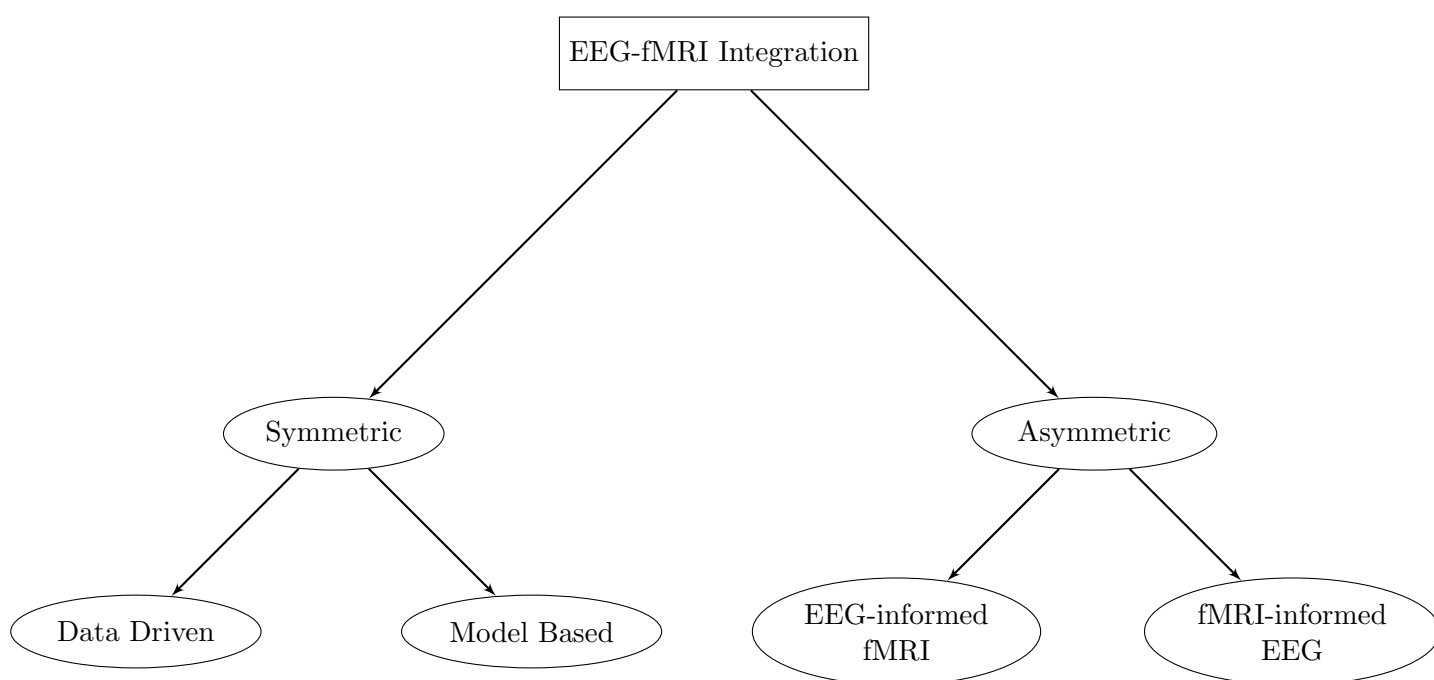 EEG-fMRI Integration
Symmetric
Asymmetric
Data Driven
Model Based
EEG-informed
fMRI
fMRI-informed
EEG